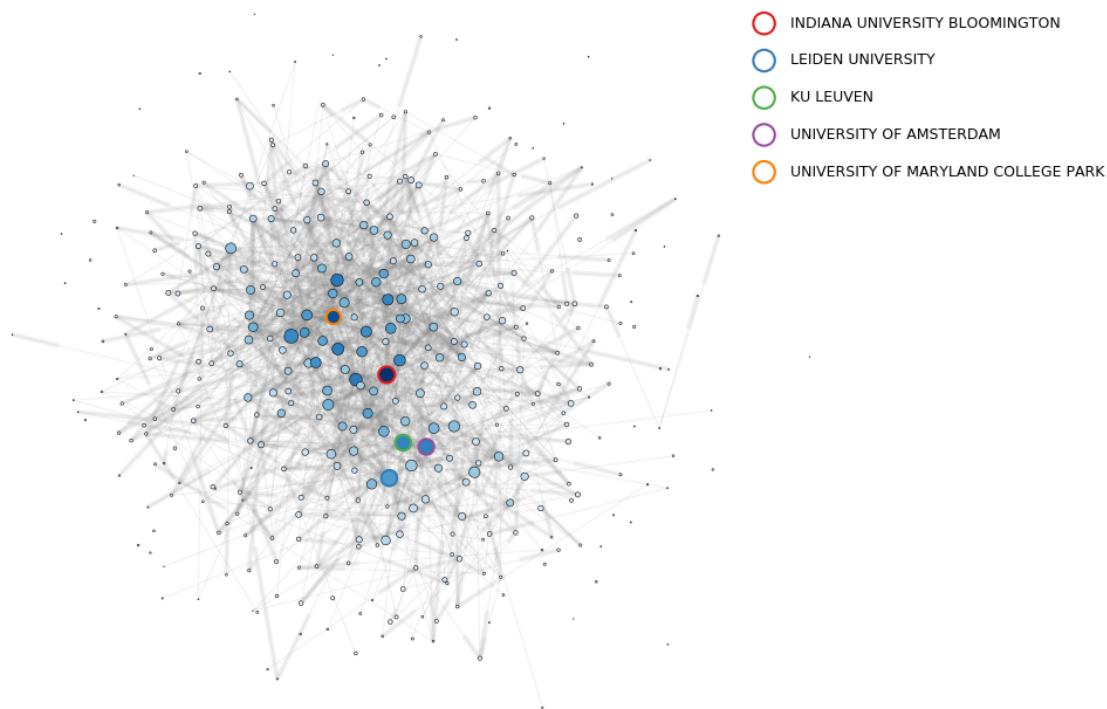 INDIANA UNIVERSITY BLOOMINGTON
LEIDEN UNIVERSITY
KU LEUVEN
UNIVERSITY OF AMSTERDAM
UNIVERSITY OF MARYLAND COLLEGE PARK